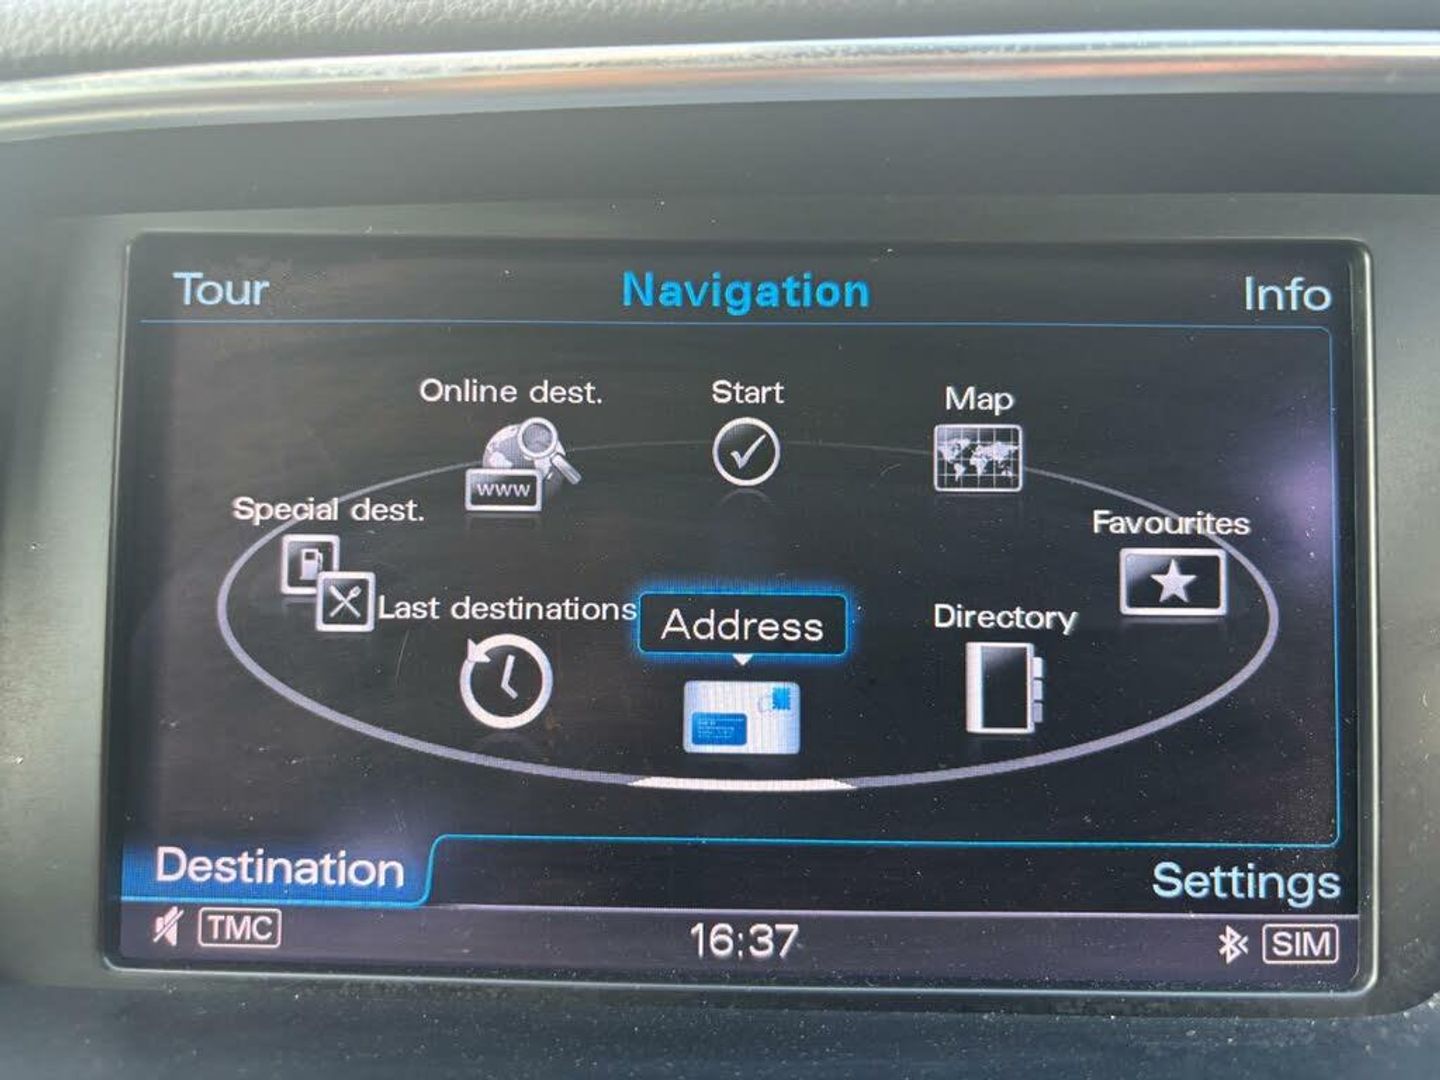 Tour Navigation Info
Online dest. Start Map
www
Special dest. Favourites
Last destinations Address Directory
Destination Settings
TMC 16:37 SIM